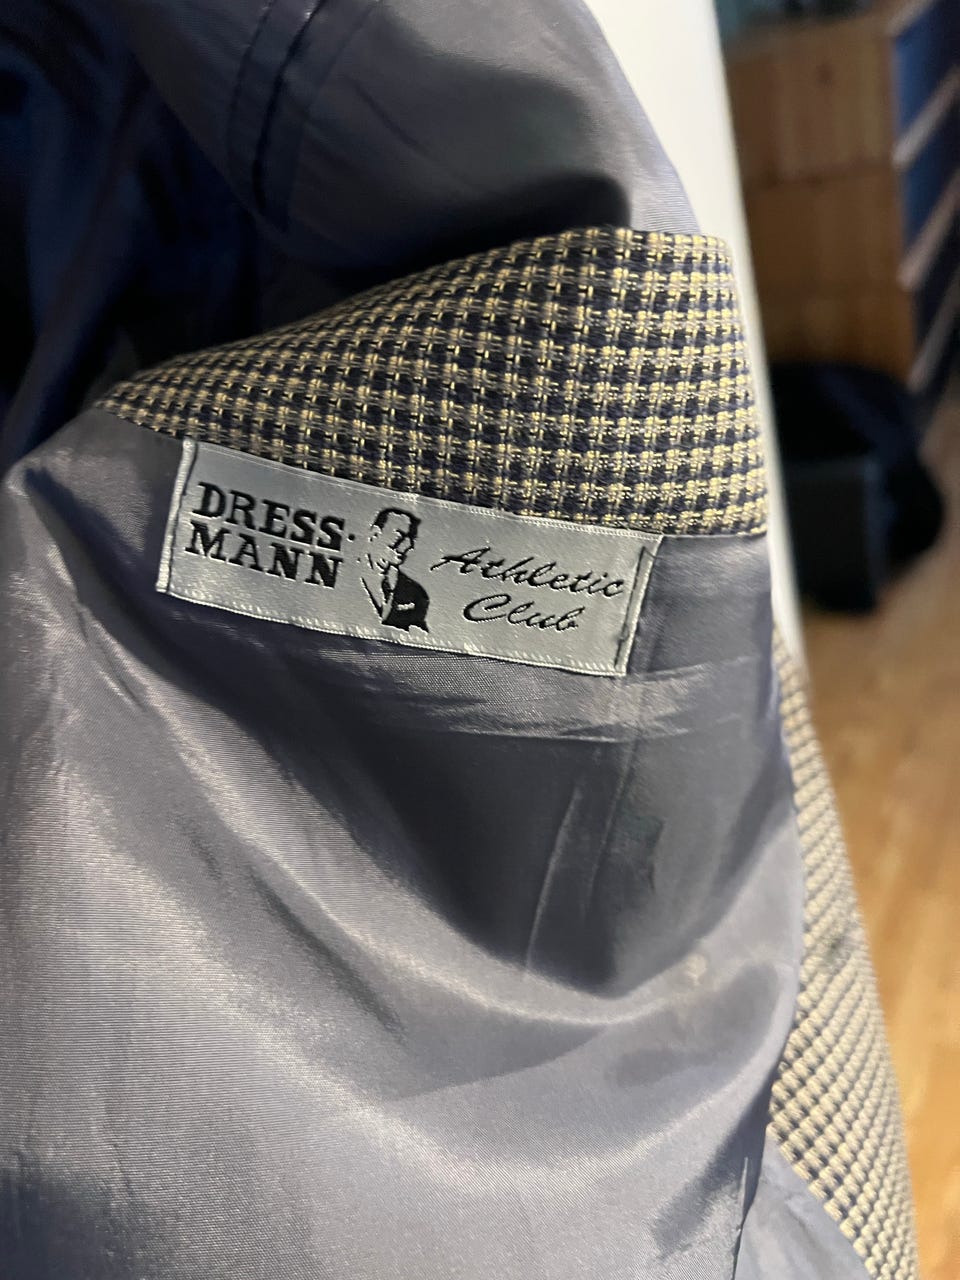 DRESS.
MANN
Athletic
Club